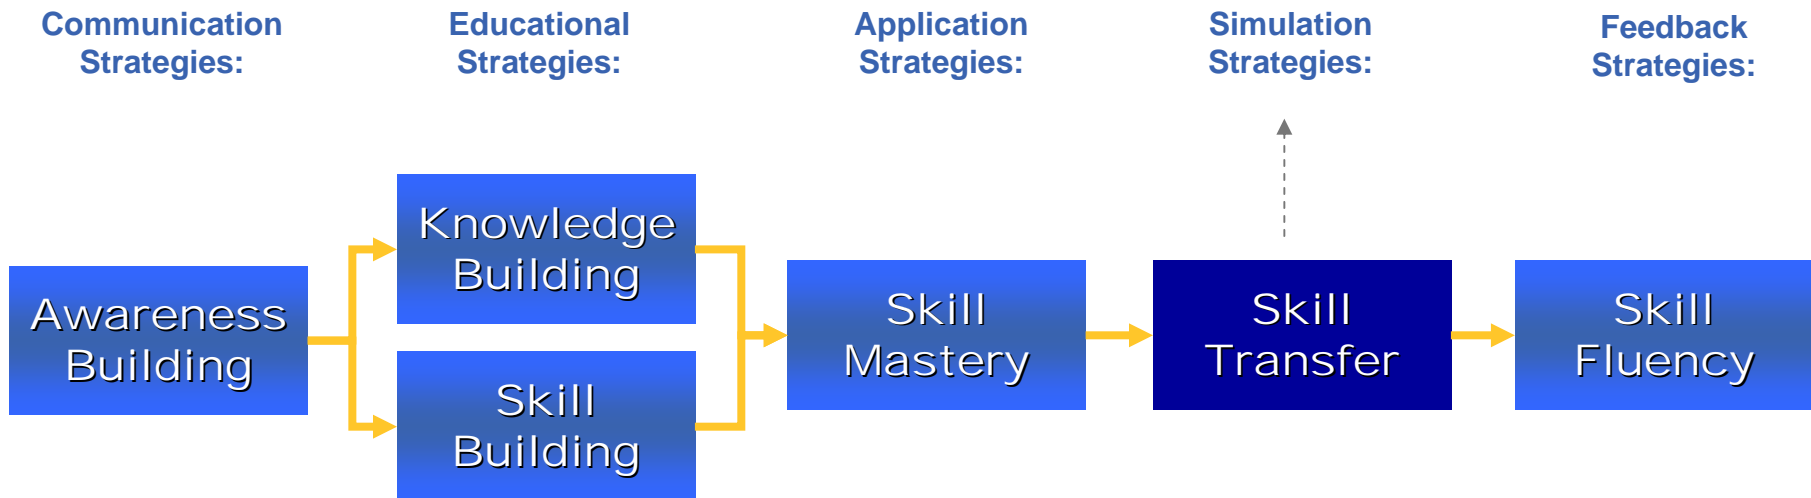 Communication
Strategies:
Educational
Strategies:
Application
Strategies:
Simulation
Strategies:
Feedback
Strategies:
Awareness
Building
Knowledge
Building
Skill
Building
Skill
Mastery
Skill
Transfer
Skill
Fluency